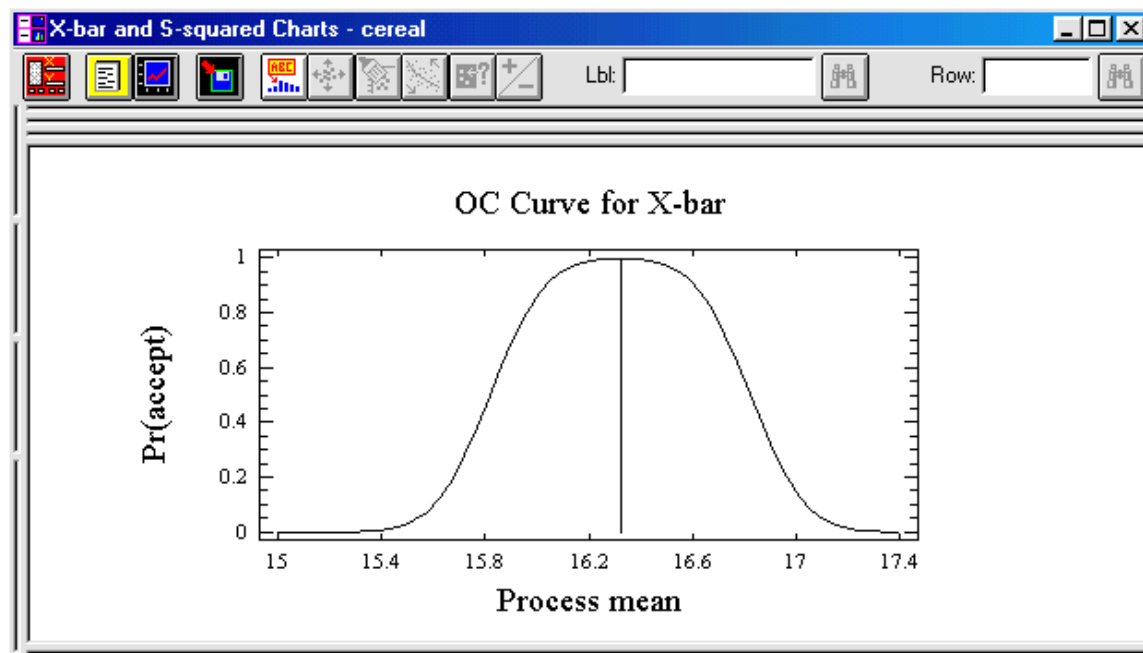 X-bar and S-squared Charts - cereal
ABC Lbl: Row:
OC Curve for X-bar
Pr(accept)
1
0.8
0.6
0.4
0.2
0
15 15.4 15.8 16.2 16.6 17 17.4
Process mean